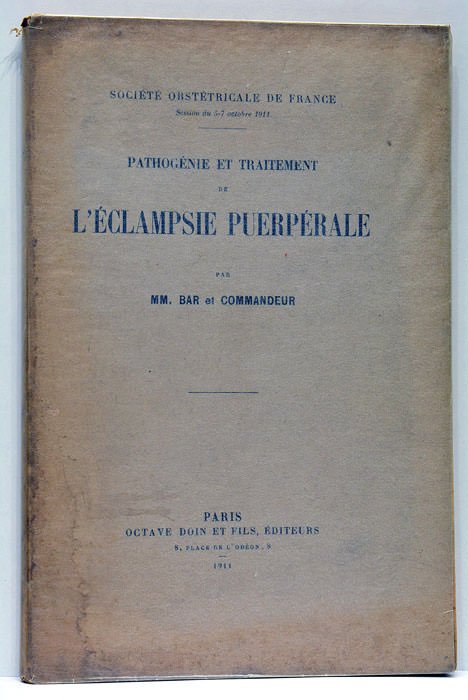 SOCIÉTÉ OBSTÉTRICALE DE FRANCE
Session du 5-7 octobre 1911
PATHOGÉNIE ET TRAITEMENT
DE
L'ÉCLAMPSIE PUERPÉRALE
PAR
MM. BAR et COMMANDEUR
PARIS
OCTAVE DOIN ET FILS, ÉDITEURS
8, PLACE DE L'ODÉON, 8
1911